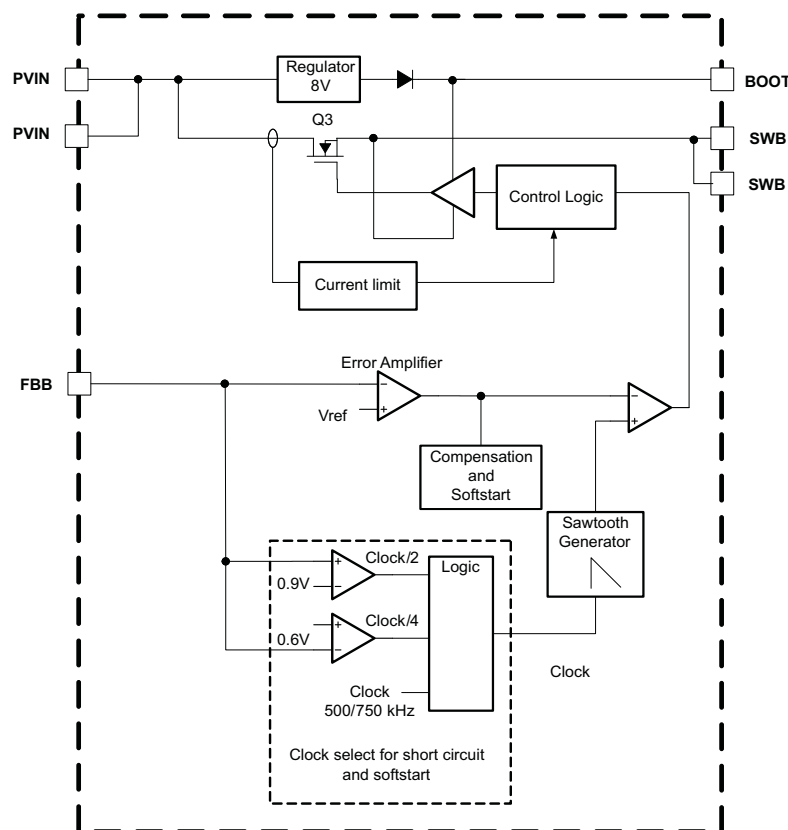 PVIN
Regulator
8V
BOOT
Q3
PVIN
SWB
SWB
Control Logic
Current limit
Error Amplifier
FBB
−
+
Vref
−
+
Compensation
and
Softstart
Sawtooth
Generator
Clock/2
Logic
+
−
0.9V
Clock/4
+
−
0.6V
Clock
Clock
500/750 kHz
Clock select for short circuit
and softstart